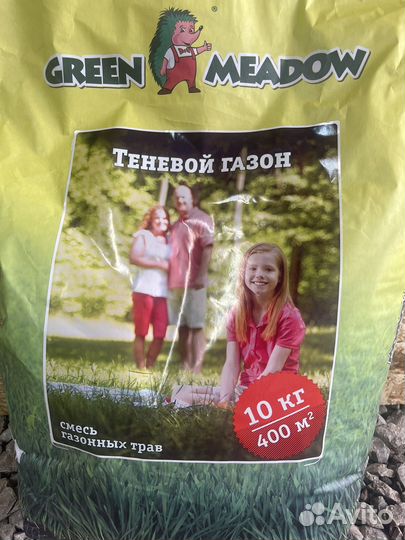 GREEN MEADOW
ТЕНЕВОЙ ГАЗОН
10 кг
400 м²
смесь
газонных трав
Avito